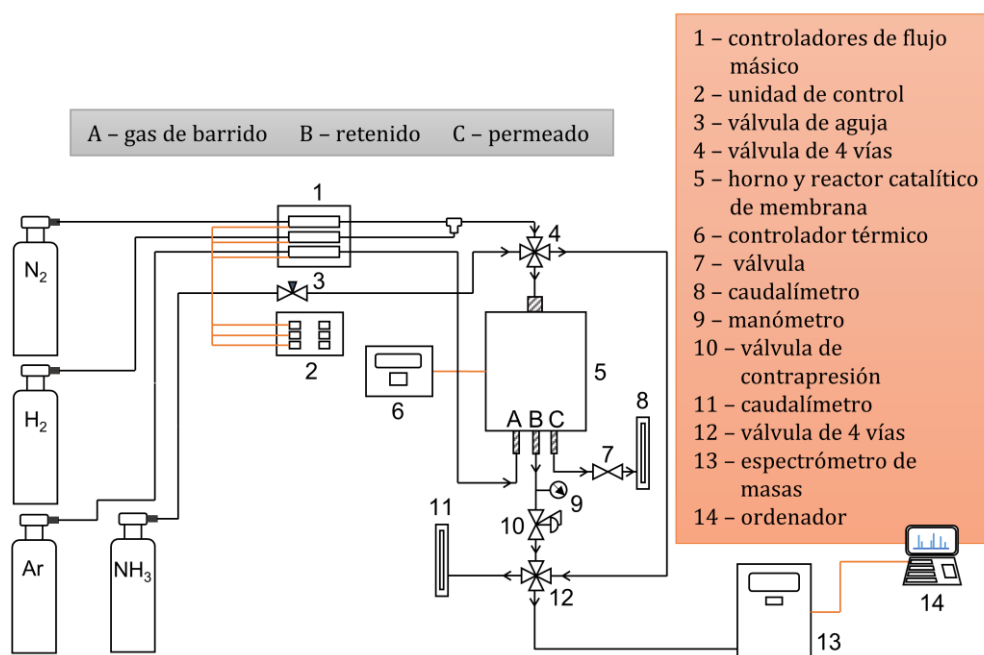 A – gas de barrido B – retenido C – permeado
1 – controladores de flujo
másico
2 – unidad de control
3 – válvula de aguja
4 – válvula de 4 vías
5 – horno y reactor catalítico
de membrana
6 – controlador térmico
7 – válvula
8 – caudalímetro
9 – manómetro
10 – válvula de
contrapresión
11 – caudalímetro
12 – válvula de 4 vías
13 – espectrómetro de
masas
14 – ordenador
1
4
N2
3
2
H2
6
5
8
A B C
7
9
11
10
Ar
NH3
12
13
14